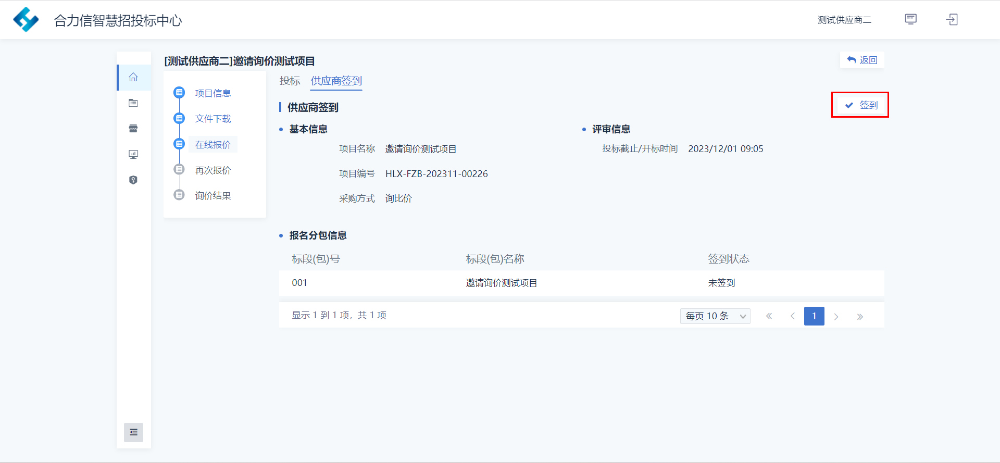 合力信智慧招投标中心
测试供应商二
[测试供应商二]邀请询价测试项目
返回
项目信息
文件下载
在线报价
再次报价
询价结果
投标 供应商签到
供应商签到
签到
基本信息
项目名称 邀请询价测试项目
项目编号 HLX-FZB-202311-00226
采购方式 询比价
评审信息
投标截止/开标时间 2023/12/01 09:05
报名分包信息
标段(包)号 标段(包)名称 签到状态
001 邀请询价测试项目 未签到
显示 1 到 1 项，共 1 项
每页 10 条 « ‹ 1 › »